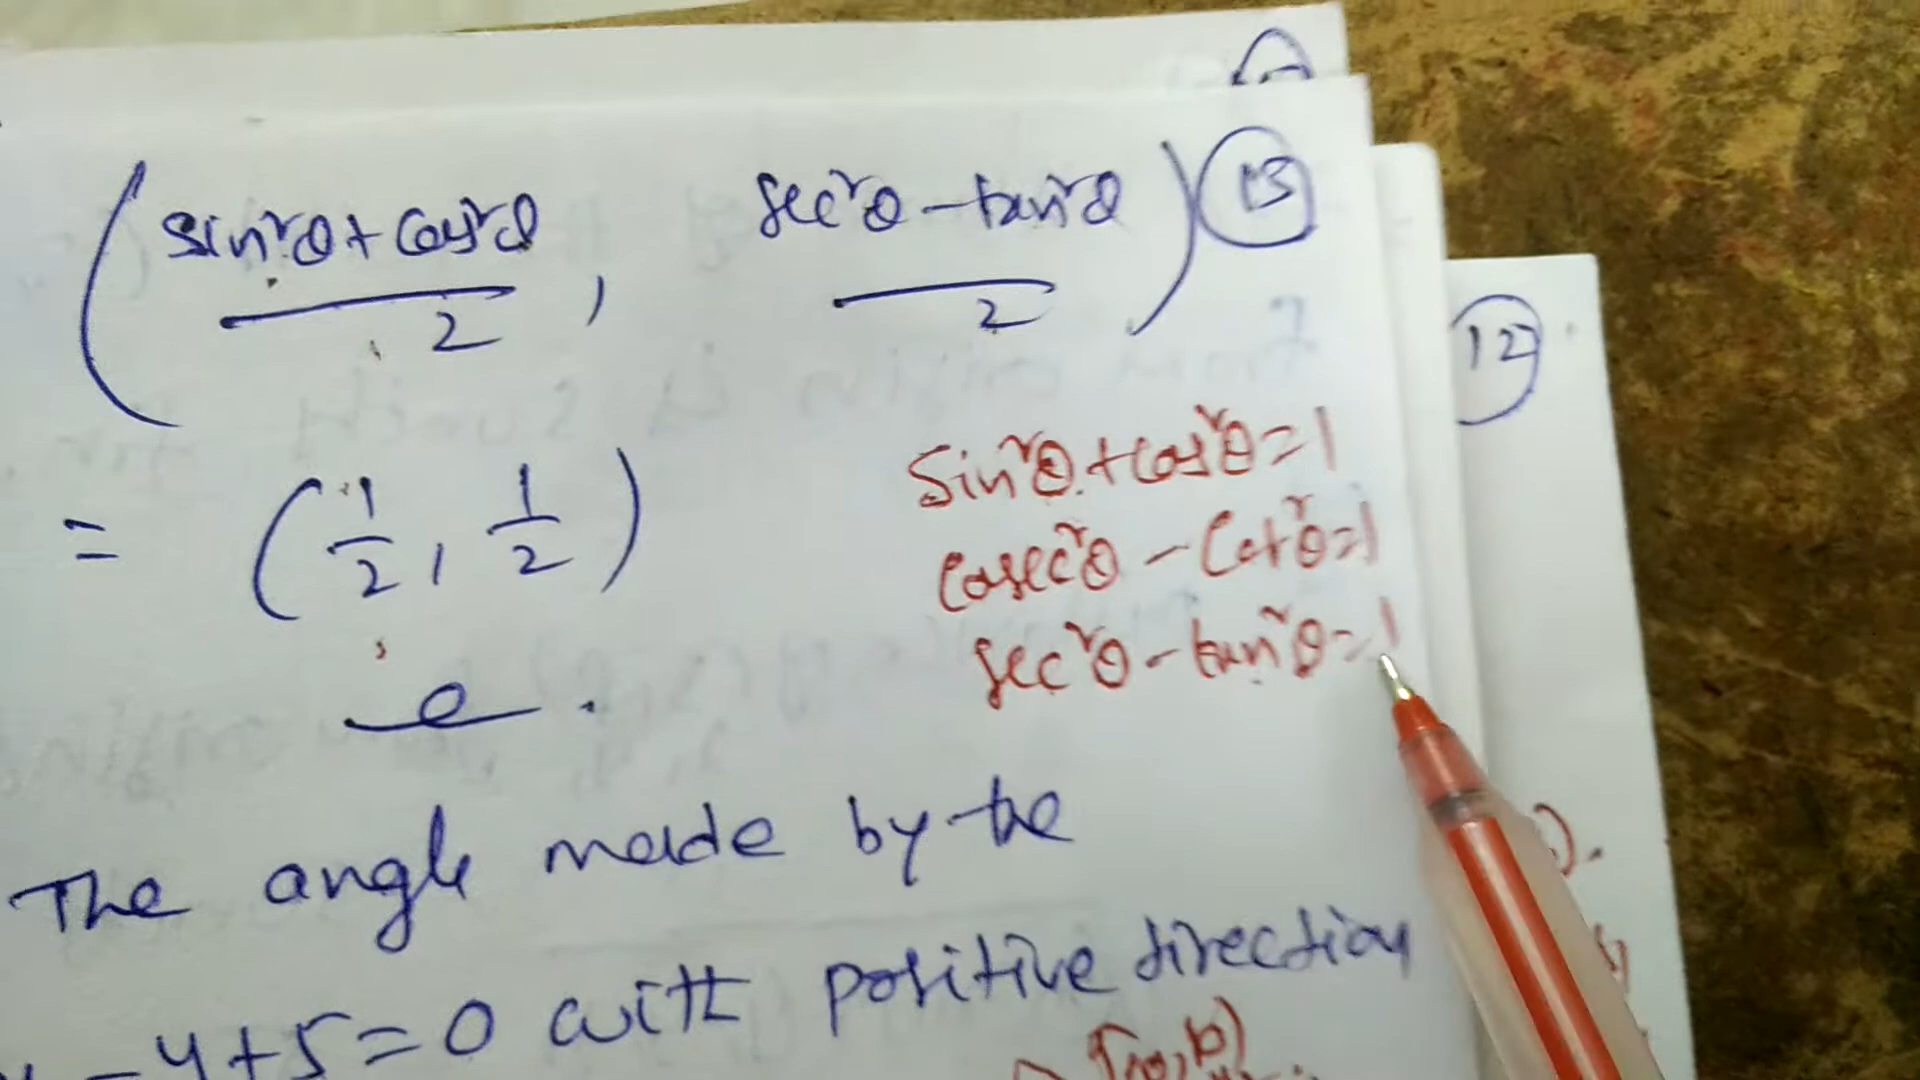 (sin²θ + cos²θ / 2 , sec²θ - tan²θ / 2) 13
12
= (1/2, 1/2)
sin²θ + cos²θ = 1
cosec²θ - cot²θ = 1
sec²θ - tan²θ = 1
The angle made by the
- y + 5 = 0 with positive direction